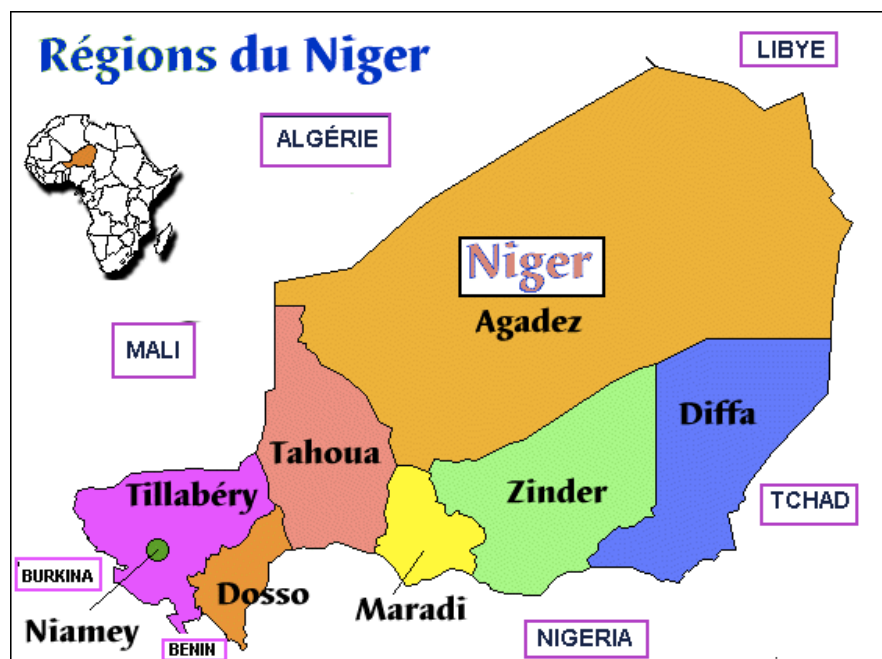 Régions du Niger
LIBYE
ALGÉRIE
Niger
Agadez
MALI
Diffa
Tahoua
Zinder
Tillabéry
TCHAD
BURKINA
Dosso
Maradi
Niamey
NIGERIA
BENIN